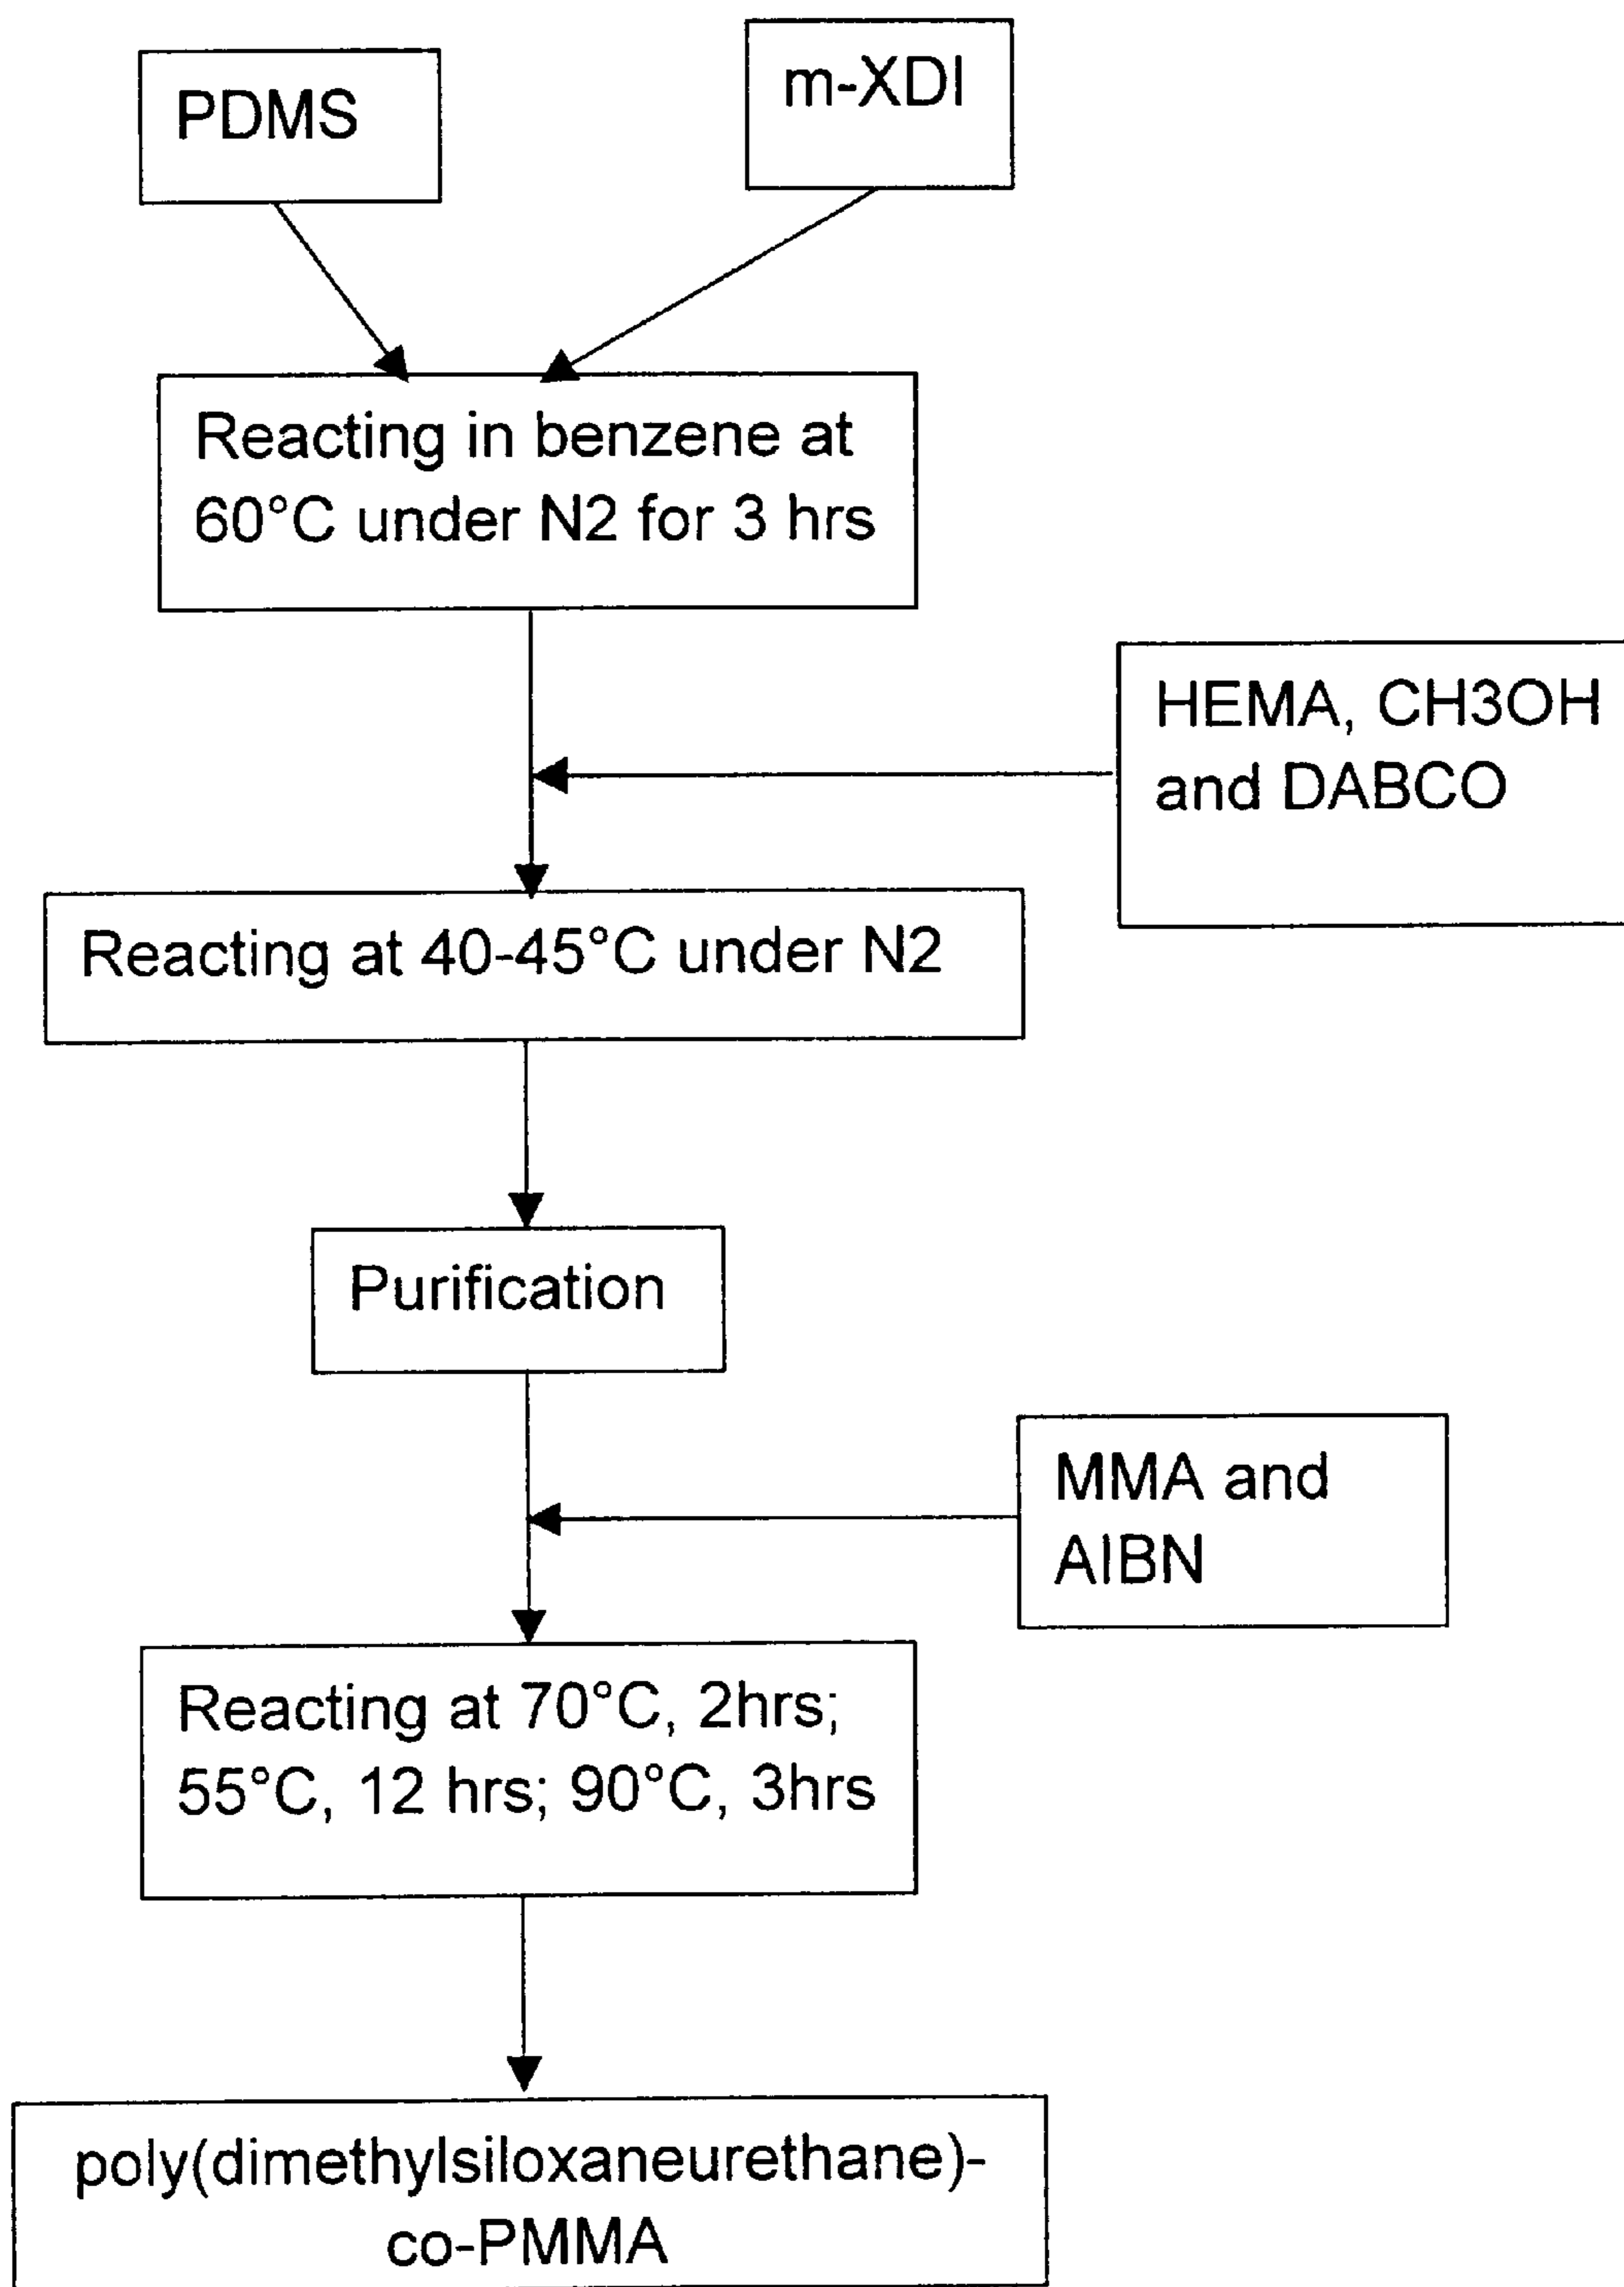 PDMS
m-XDI
Reacting in benzene at
60°C under N2 for 3 hrs
HEMA, CH3OH
and DABCO
Reacting at 40-45°C under N2
Purification
MMA and
AIBN
Reacting at 70°C, 2hrs;
55°C, 12 hrs; 90°C, 3hrs
poly(dimethylsiloxaneurethane)-
co-PMMA